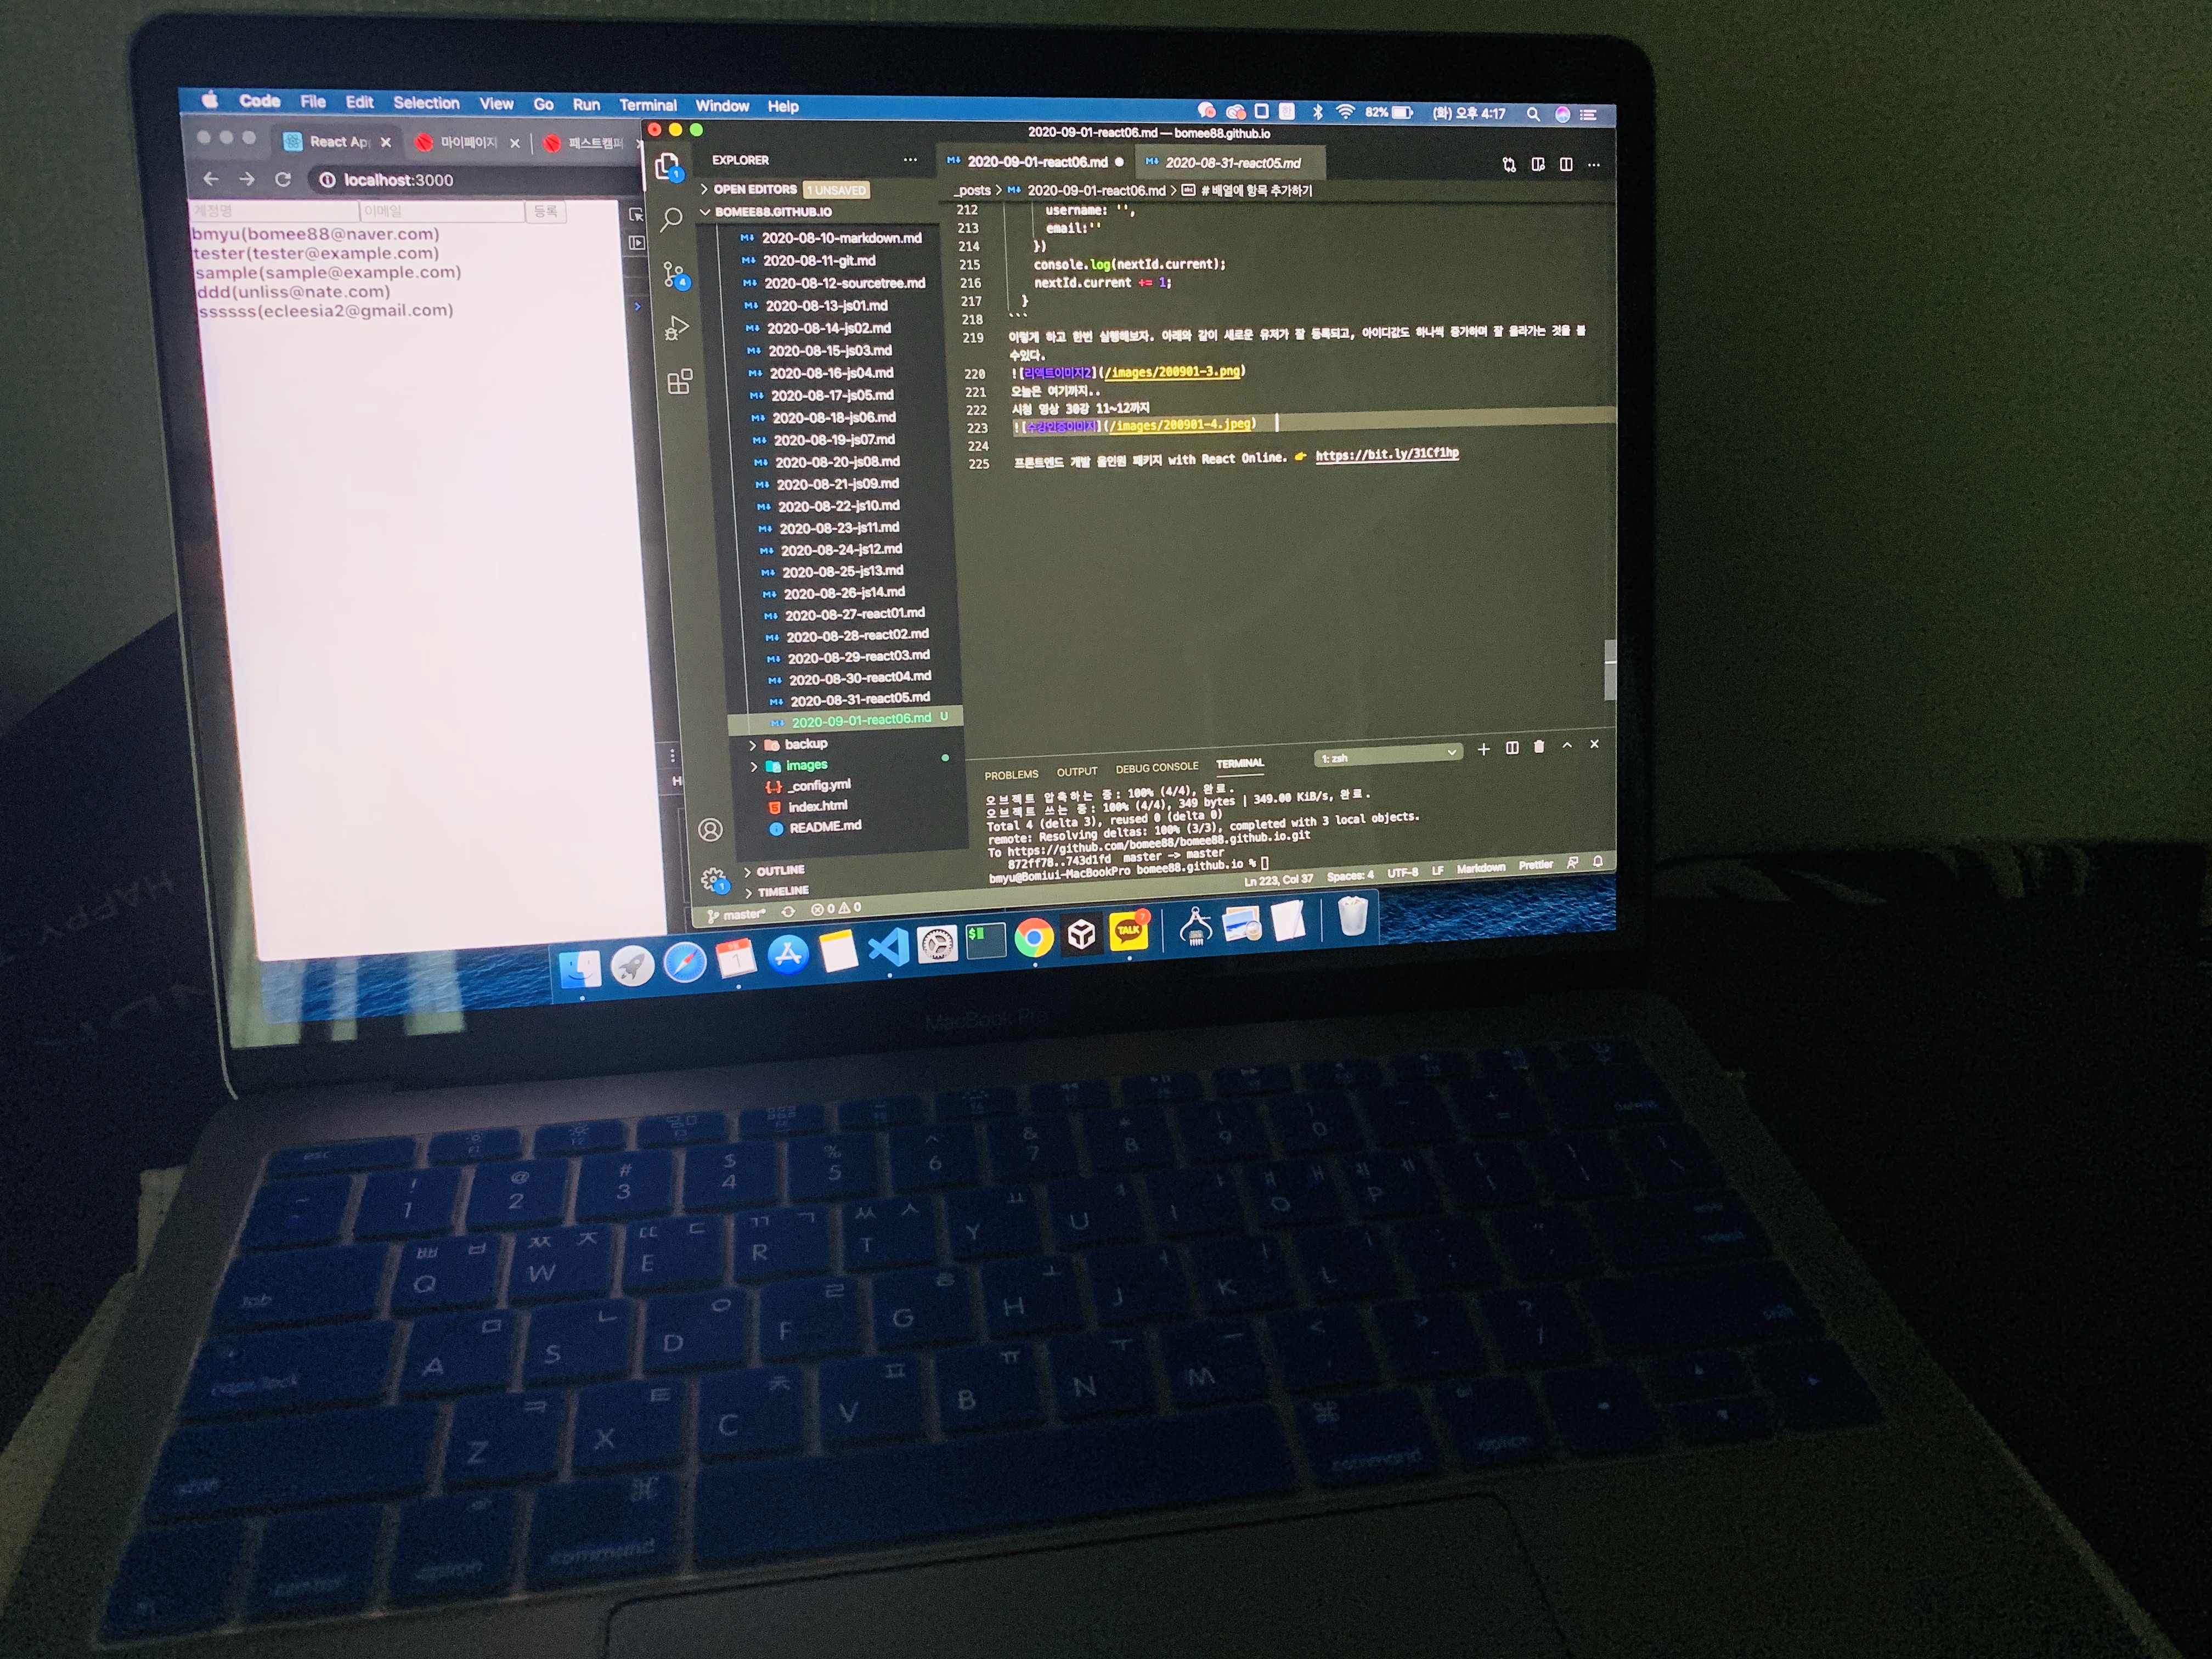 Code File Edit Selection View Go Run Terminal Window Help
82% (화) 오후 4:17
React Ap
마이페이지
패스트캠퍼
localhost:3000
계정명 이메일 등록
bmyu(bomee88@naver.com)
tester(tester@example.com)
sample(sample@example.com)
ddd(unliss@nate.com)
ssssss(ecleesia2@gmail.com)
2020-09-01-react06.md — bomee88.github.io
EXPLORER
OPEN EDITORS 1 UNSAVED
BOMEE88.GITHUB.IO
2020-08-10-markdown.md
2020-08-11-git.md
2020-08-12-sourcetree.md
2020-08-13-js01.md
2020-08-14-js02.md
2020-08-15-js03.md
2020-08-16-js04.md
2020-08-17-js05.md
2020-08-18-js06.md
2020-08-19-js07.md
2020-08-20-js08.md
2020-08-21-js09.md
2020-08-22-js10.md
2020-08-23-js11.md
2020-08-24-js12.md
2020-08-25-js13.md
2020-08-26-js14.md
2020-08-27-react01.md
2020-08-28-react02.md
2020-08-29-react03.md
2020-08-30-react04.md
2020-08-31-react05.md
2020-09-01-react06.md U
backup
images
_config.yml
index.html
README.md
OUTLINE
TIMELINE
2020-09-01-react06.md
2020-08-31-react05.md
_posts > 2020-09-01-react06.md > # 배열에 항목 추가하기
212 username: '',
213 email:''
214 })
215 console.log(nextId.current);
216 nextId.current += 1;
217 }
218 ```
219 이렇게 하고 한번 실행해보자. 아래와 같이 새로운 유저가 잘 등록되고, 아이디값도 하나씩 증가하며 잘 올라가는 것을 볼
수있다.
220 ![리액트이미지2](/images/200901-3.png)
221 오늘은 여기까지..
222 시청 영상 30강 11~12까지
223 ![수강인증이미지](/images/200901-4.jpeg)
224
225 프론트엔드 개발 올인원 패키지 with React Online. 👉 https://bit.ly/31Cf1hp
PROBLEMS OUTPUT DEBUG CONSOLE TERMINAL
1: zsh
오브젝트 압축하는 중: 100% (4/4), 완료.
오브젝트 쓰는 중: 100% (4/4), 349 bytes | 349.00 KiB/s, 완료.
Total 4 (delta 3), reused 0 (delta 0)
remote: Resolving deltas: 100% (3/3), completed with 3 local objects.
To https://github.com/bomee88/bomee88.github.io.git
872ff78..743d1fd master -> master
bmyu@Bomiui-MacBookPro bomee88.github.io %
master* 0 0
Ln 223, Col 37 Spaces: 4 UTF-8 LF Markdown Prettier
TALK
7
MacBook Pro
HAPPY
esc
! @ # $ % ^ & * ( )
1 2 3 4 5 6 7 8 9 0
ㅃ ㅂ ㅉ ㅈ ㄸ ㄷ ㄲ ㄱ ㅆ ㅅ ㅛ ㅕ ㅑ ㅒ ㅐ ㅖ ㅔ
Q W E R T Y U I O P
ㅁ ㄴ ㅇ ㄹ ㅎ ㅗ ㅓ ㅏ ㅣ
A S D F G H J K L
ㅋ ㅌ ㅊ ㅍ ㅠ ㅜ ㅡ
Z X C V B N M
command
command option